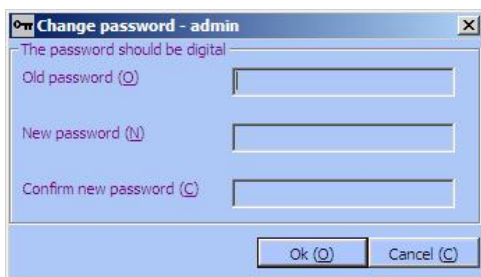 Change password - admin
The password should be digital
Old password (O)
New password (N)
Confirm new password (C)
Ok (O) Cancel (C)